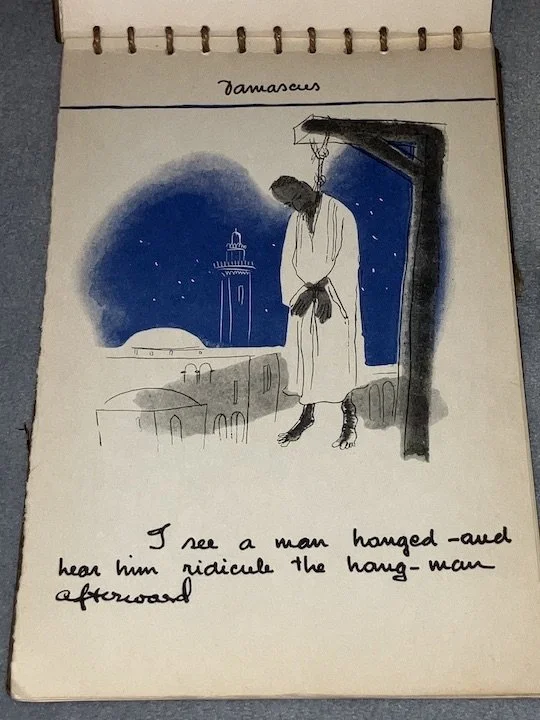 Damascus
I see a man hanged - and
hear him ridicule the hang-man
afterward